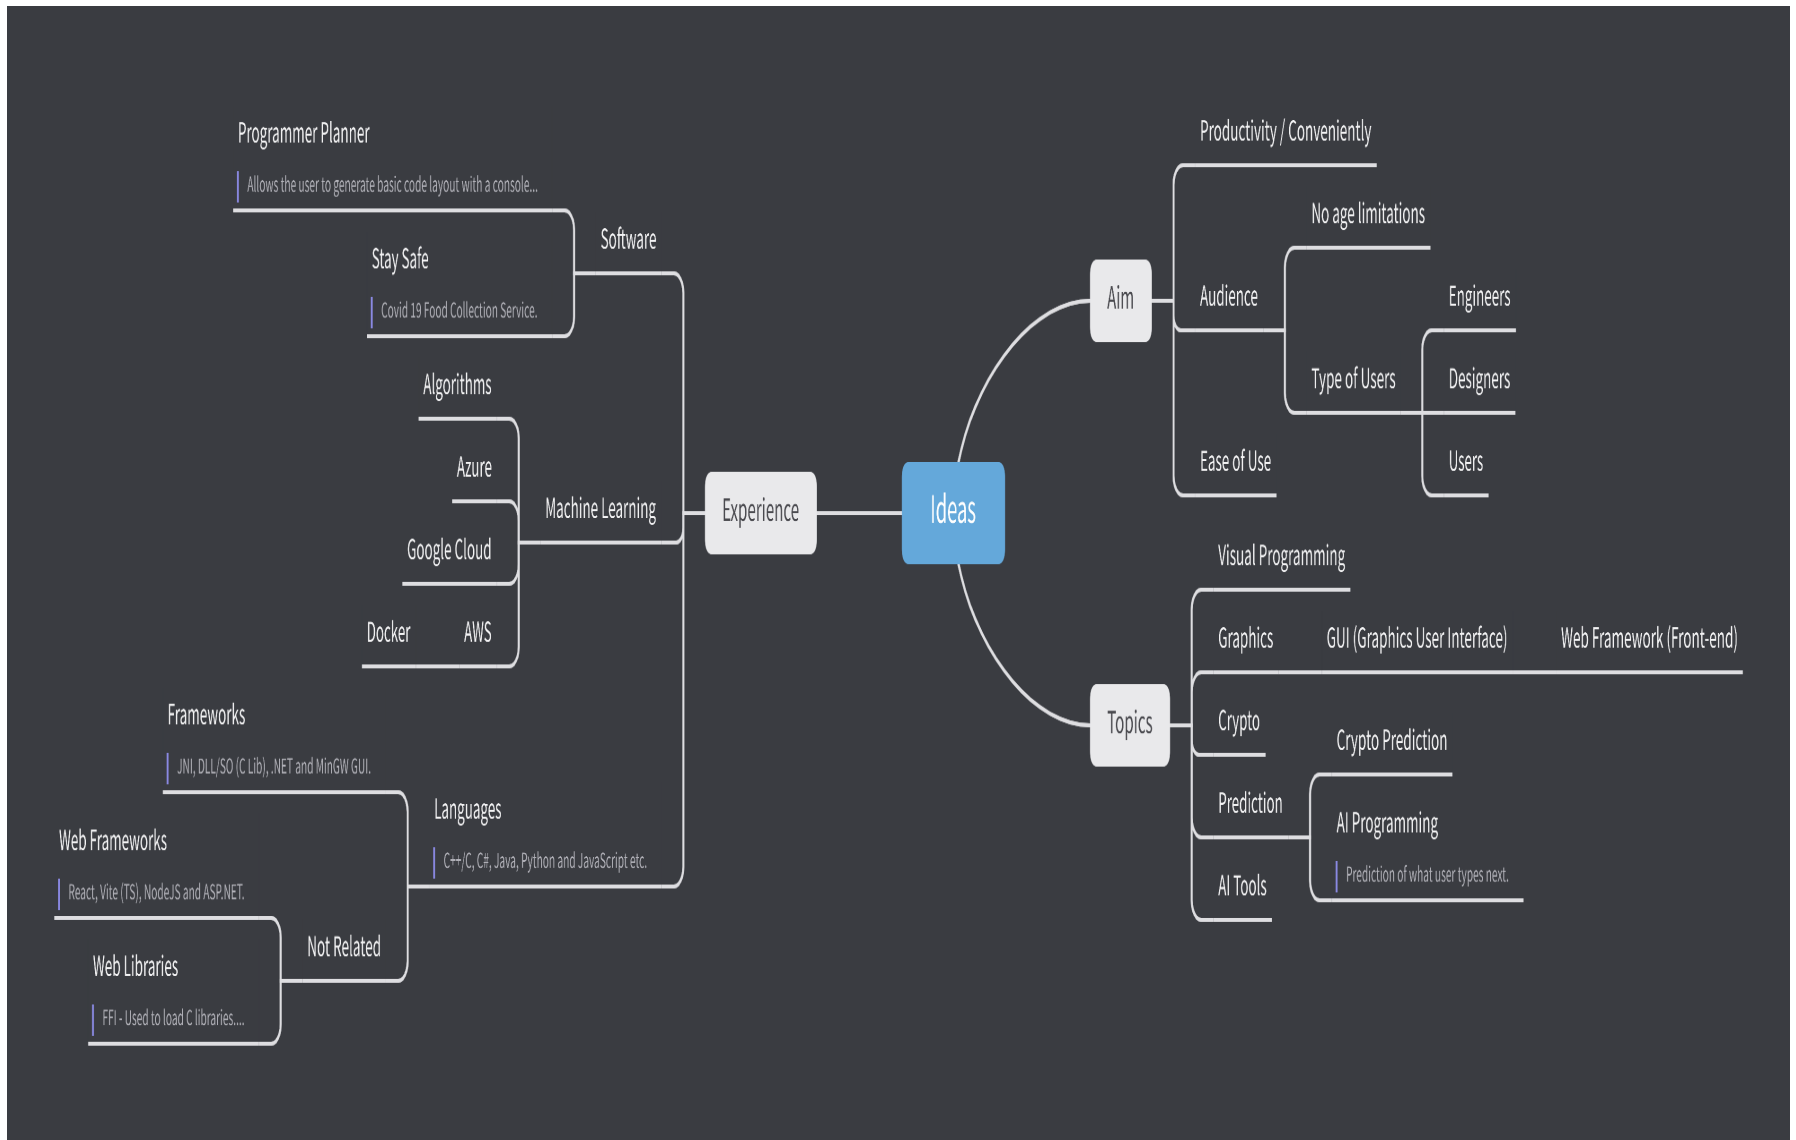 Ideas
Experience
Software
Programmer Planner
Allows the user to generate basic code layout with a console...
Stay Safe
Covid 19 Food Collection Service.
Machine Learning
Algorithms
Azure
Google Cloud
AWS
Docker
Languages
C++/C, C#, Java, Python and JavaScript etc.
Frameworks
JNI, DLL/SO (C Lib), .NET and MinGW GUI.
Not Related
Web Frameworks
React, Vite (TS), NodeJS and ASP.NET.
Web Libraries
FFI - Used to load C libraries....
Aim
Productivity / Conveniently
Audience
No age limitations
Type of Users
Engineers
Designers
Users
Ease of Use
Topics
Visual Programming
Graphics
GUI (Graphics User Interface)
Web Framework (Front-end)
Crypto
Prediction
Crypto Prediction
AI Programming
Prediction of what user types next.
AI Tools